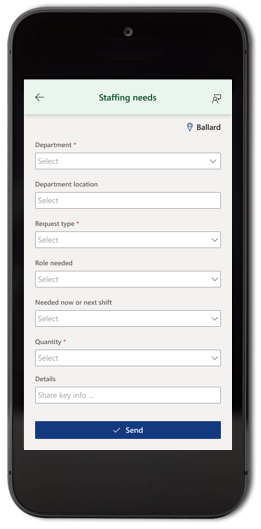 Staffing needs
Ballard
Department *
Select
Department location
Select
Request type *
Select
Role needed
Select
Needed now or next shift
Select
Quantity *
Select
Details
Share key info ...
Send